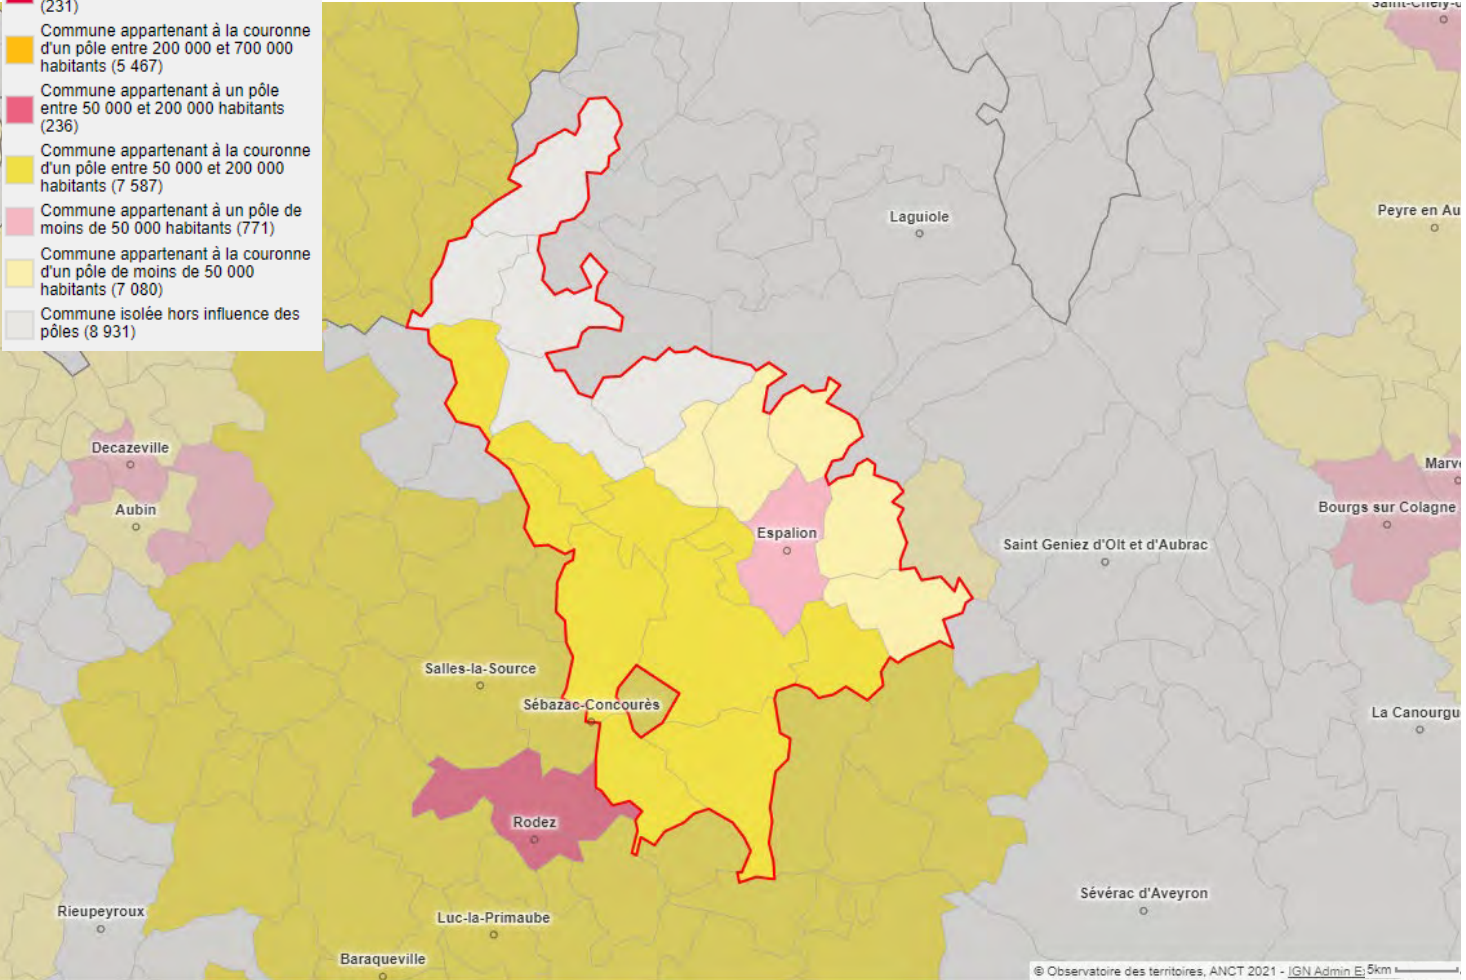 (231)
Commune appartenant à la couronne
d'un pôle entre 200 000 et 700 000
habitants (5 467)
Commune appartenant à un pôle
entre 50 000 et 200 000 habitants
(236)
Commune appartenant à la couronne
d'un pôle entre 50 000 et 200 000
habitants (7 587)
Commune appartenant à un pôle de
moins de 50 000 habitants (771)
Commune appartenant à la couronne
d'un pôle de moins de 50 000
habitants (7 080)
Commune isolée hors influence des
pôles (8 931)
Laguiole
Peyre en Au
Decazeville
Aubin
Espalion
Marv
Bourgs sur Colagne
Saint Geniez d'Olt et d'Aubrac
Salles-la-Source
Sébazac-Concourès
La Canourgu
Rodez
Sévérac d'Aveyron
Rieupeyroux
Luc-la-Primaube
Baraqueville
© Observatoire des territoires, ANCT 2021 - IGN Admin E 5km